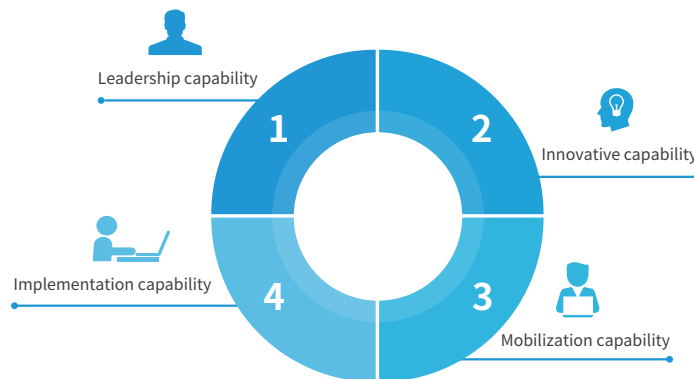 Leadership capability
1
2
Innovative capability
Implementation capability
4
3
Mobilization capability